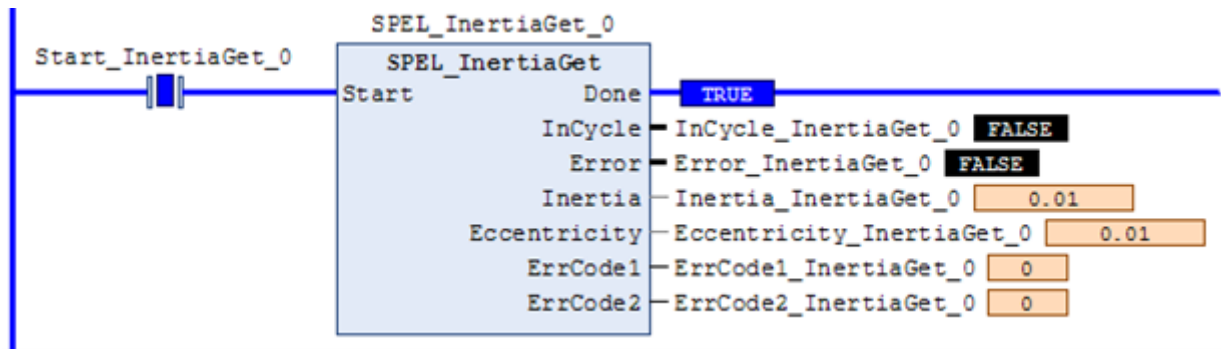 SPEL_InertiaGet_0
Start_InertiaGet_0
SPEL_InertiaGet
Start Done TRUE
InCycle InCycle_InertiaGet_0 FALSE
Error Error_InertiaGet_0 FALSE
Inertia Inertia_InertiaGet_0 0.01
Eccentricity Eccentricity_InertiaGet_0 0.01
ErrCode1 ErrCode1_InertiaGet_0 0
ErrCode2 ErrCode2_InertiaGet_0 0